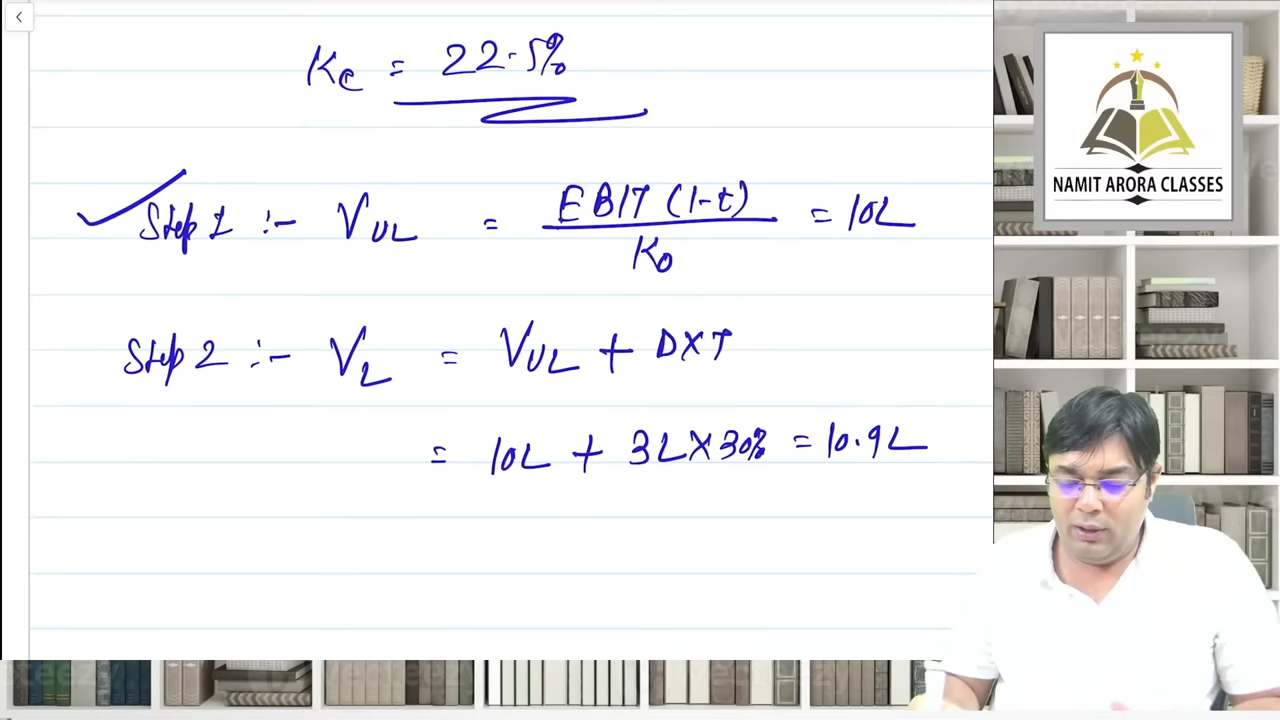 Ke = 22.5%
NAMIT ARORA CLASSES
Step 1 :- VUL = EBIT (1-t) / Ko = 10L
Step 2 :- VL = VUL + DXT
= 10L + 3L X 30% = 10.9L